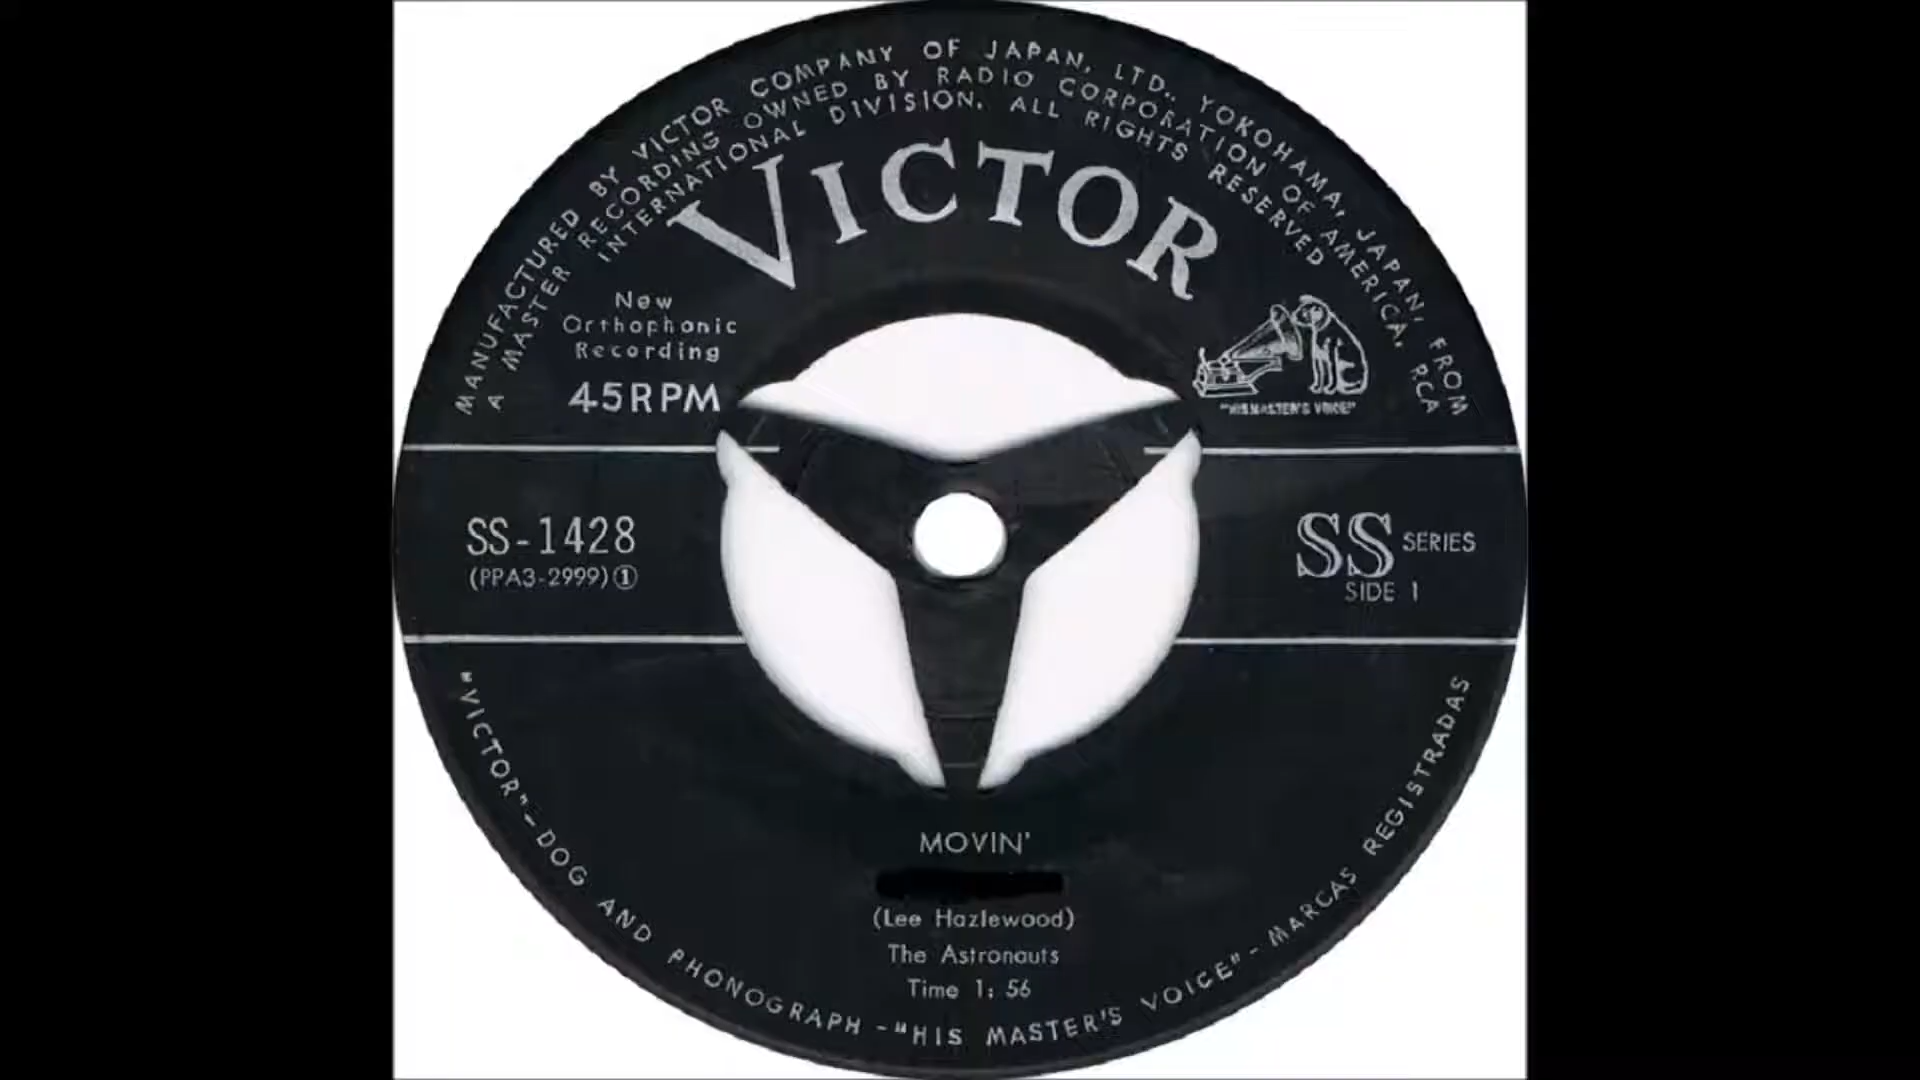 MANUFACTURED BY VICTOR COMPANY OF JAPAN, LTD., YOKOHAMA, JAPAN, FROM
A MASTER RECORDING OWNED BY RADIO CORPORATION OF AMERICA, RCA
INTERNATIONAL DIVISION. ALL RIGHTS RESERVED
VICTOR
New
Orthophonic
Recording
45RPM
"HIS MASTER'S VOICE"
SS-1428
(PPA3-2999)①
SS SERIES
SIDE 1
MOVIN'
(Lee Hazlewood)
The Astronauts
Time 1: 56
"VICTOR"-DOG AND PHONOGRAPH-"HIS MASTER'S VOICE"-MARCAS REGISTRADAS